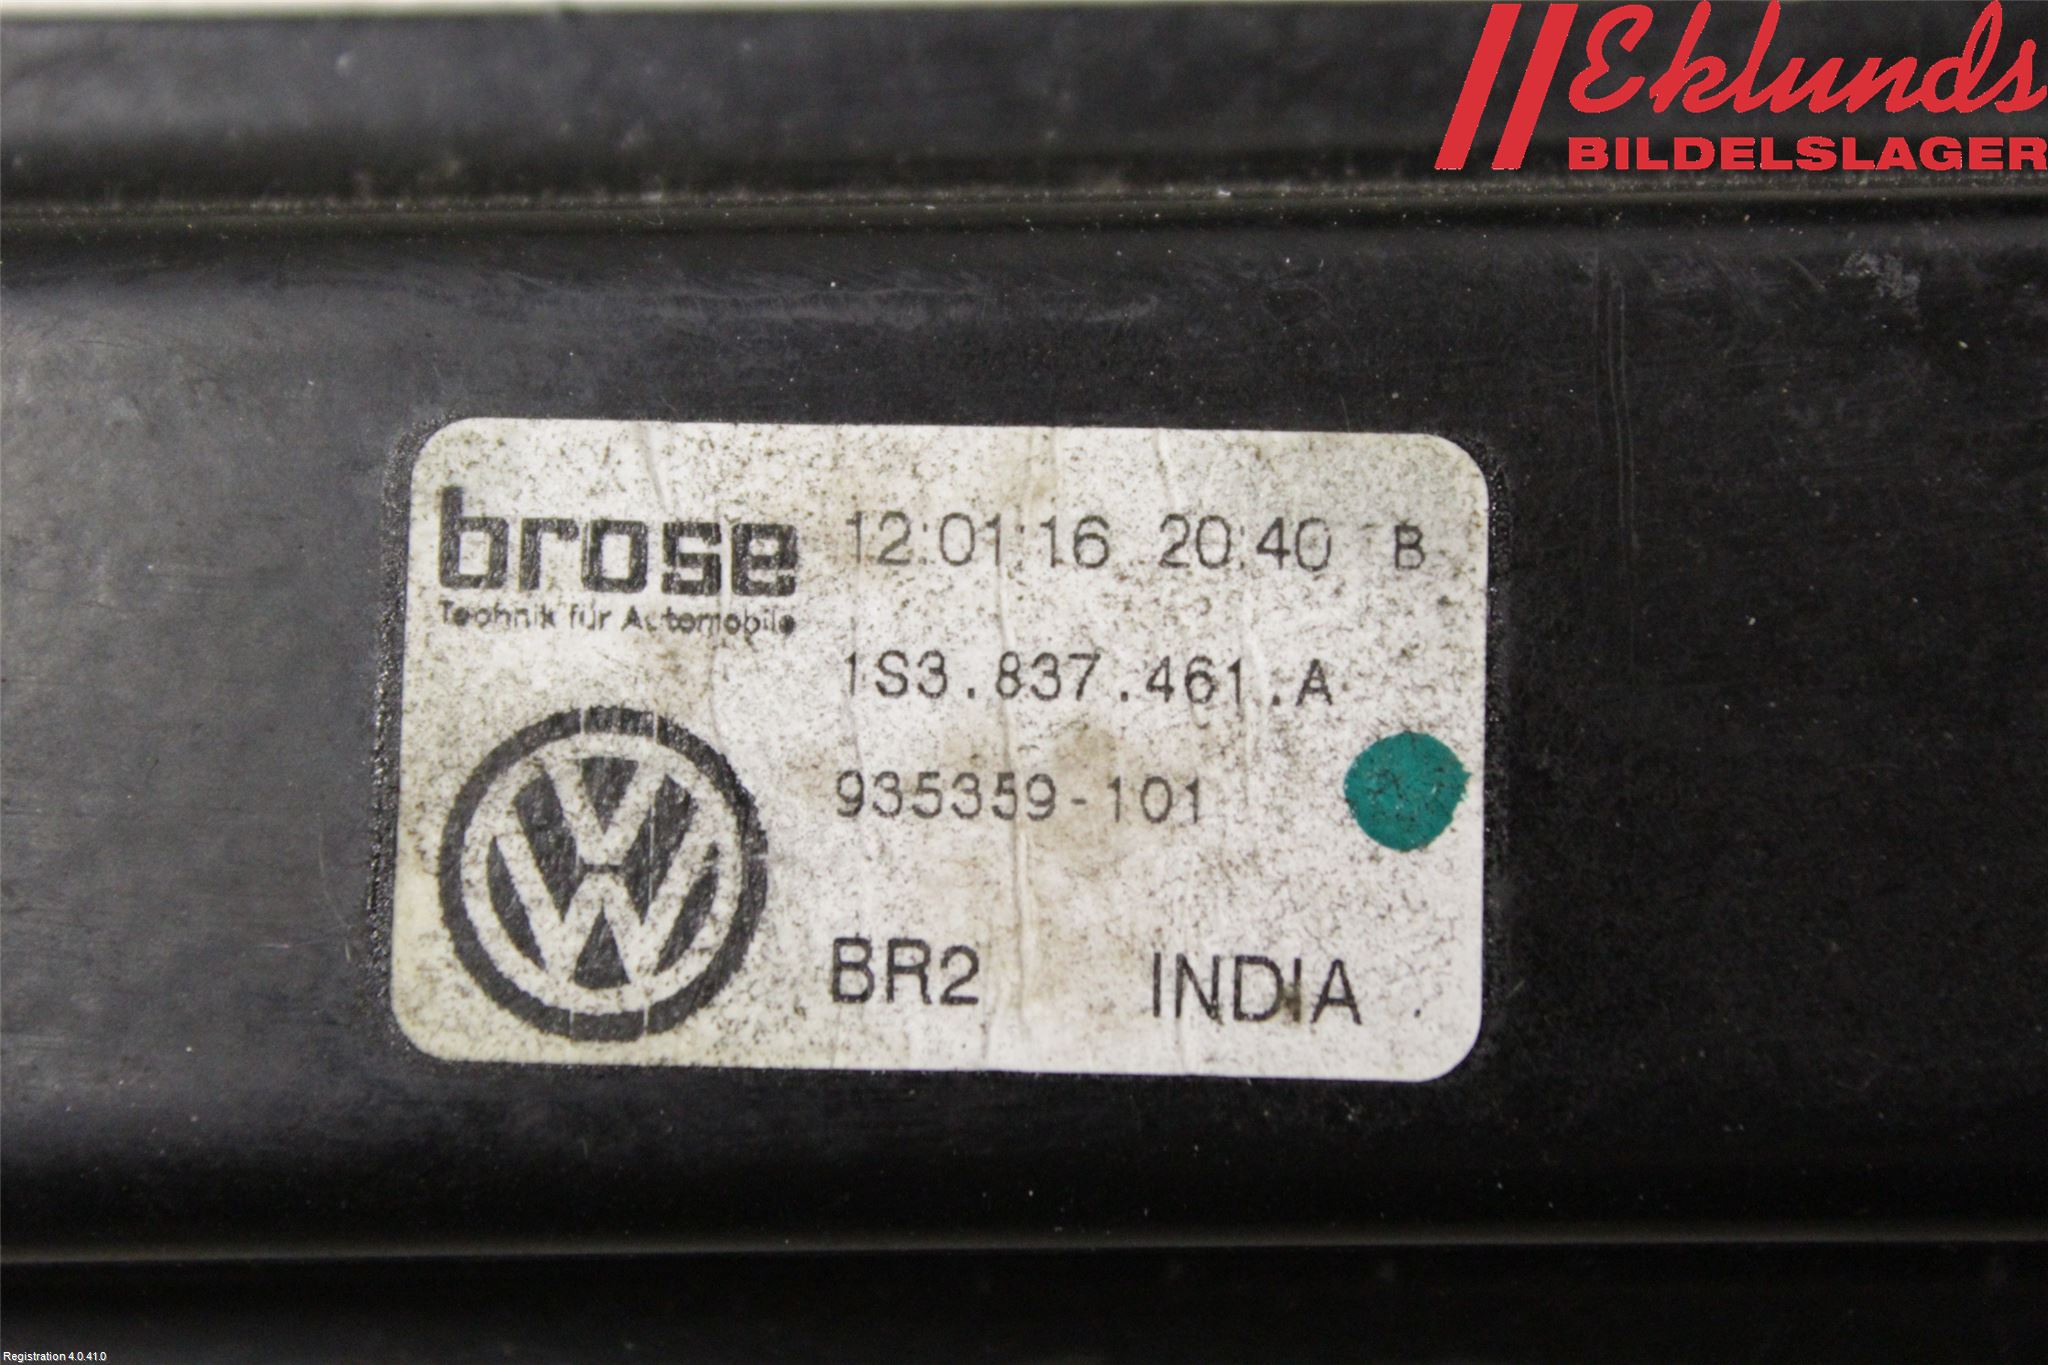 Eklunds
BILDELSLAGER
brose 12:01:16 20:40 B
Technik für Automobile
1S3.837.461.A
935359-101
BR2 INDIA
Registration 4.0.41.0